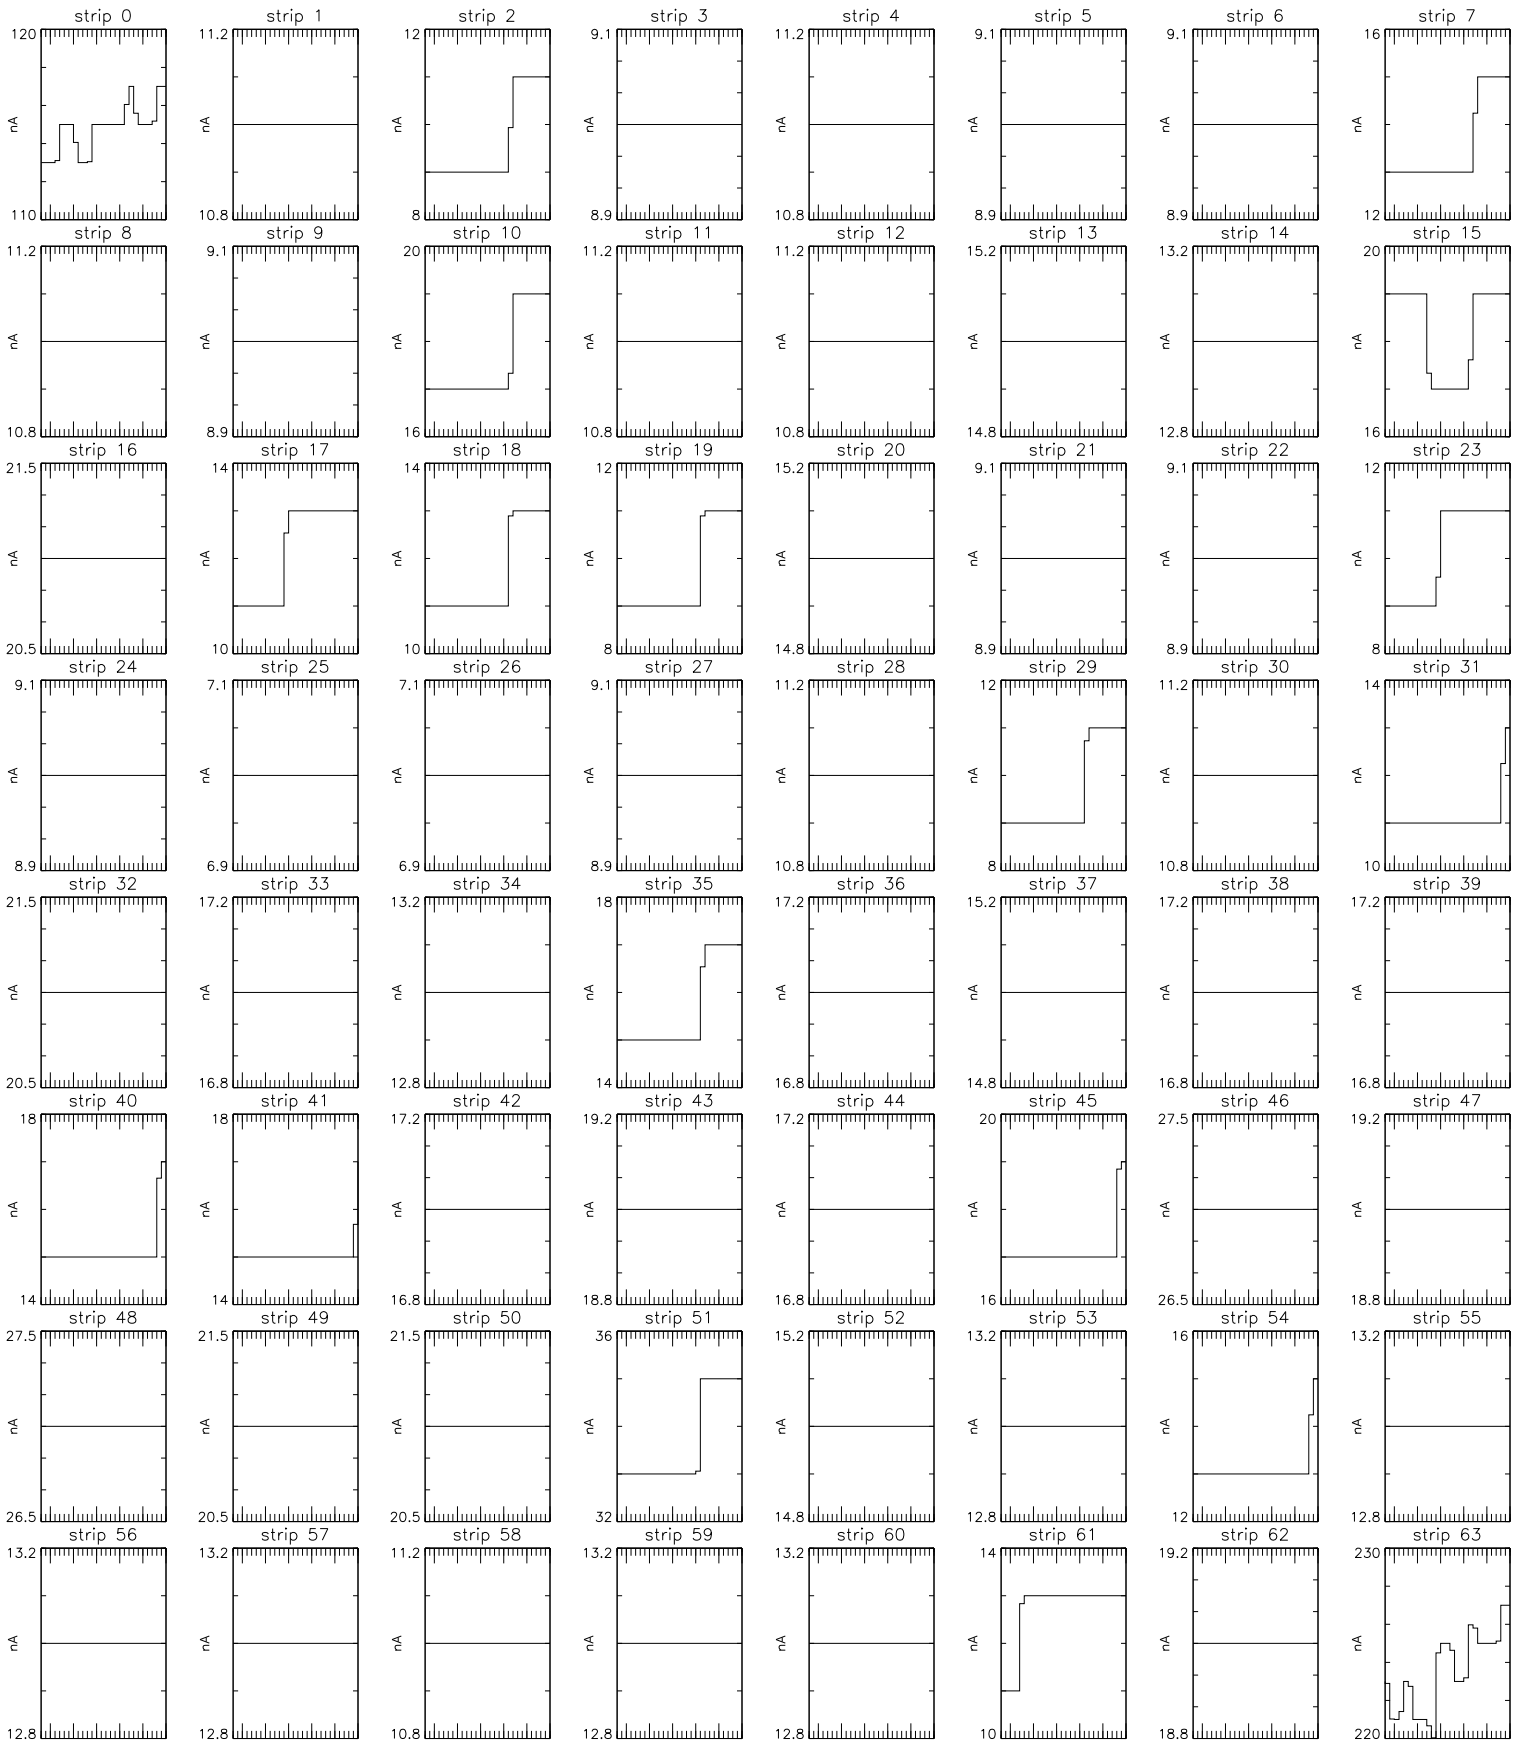 strip 0 strip 1 strip 2 strip 3 strip 4 strip 5 strip 6 strip 7
120 11.2 12 9.1 11.2 9.1 9.1 16
nA nA nA nA nA nA nA nA
110 10.8 8 8.9 10.8 8.9 8.9 12
strip 8 strip 9 strip 10 strip 11 strip 12 strip 13 strip 14 strip 15
11.2 9.1 20 11.2 11.2 15.2 13.2 20
nA nA nA nA nA nA nA nA
10.8 8.9 16 10.8 10.8 14.8 12.8 16
strip 16 strip 17 strip 18 strip 19 strip 20 strip 21 strip 22 strip 23
21.5 14 14 12 15.2 9.1 9.1 12
nA nA nA nA nA nA nA nA
20.5 10 10 8 14.8 8.9 8.9 8
strip 24 strip 25 strip 26 strip 27 strip 28 strip 29 strip 30 strip 31
9.1 7.1 7.1 9.1 11.2 12 11.2 14
nA nA nA nA nA nA nA nA
8.9 6.9 6.9 8.9 10.8 8 10.8 10
strip 32 strip 33 strip 34 strip 35 strip 36 strip 37 strip 38 strip 39
21.5 17.2 13.2 18 17.2 15.2 17.2 17.2
nA nA nA nA nA nA nA nA
20.5 16.8 12.8 14 16.8 14.8 16.8 16.8
strip 40 strip 41 strip 42 strip 43 strip 44 strip 45 strip 46 strip 47
18 18 17.2 19.2 17.2 20 27.5 19.2
nA nA nA nA nA nA nA nA
14 14 16.8 18.8 16.8 16 26.5 18.8
strip 48 strip 49 strip 50 strip 51 strip 52 strip 53 strip 54 strip 55
27.5 21.5 21.5 36 15.2 13.2 16 13.2
nA nA nA nA nA nA nA nA
26.5 20.5 20.5 32 14.8 12.8 12 12.8
strip 56 strip 57 strip 58 strip 59 strip 60 strip 61 strip 62 strip 63
13.2 13.2 11.2 13.2 13.2 14 19.2 230
nA nA nA nA nA nA nA nA
12.8 12.8 10.8 12.8 12.8 10 18.8 220